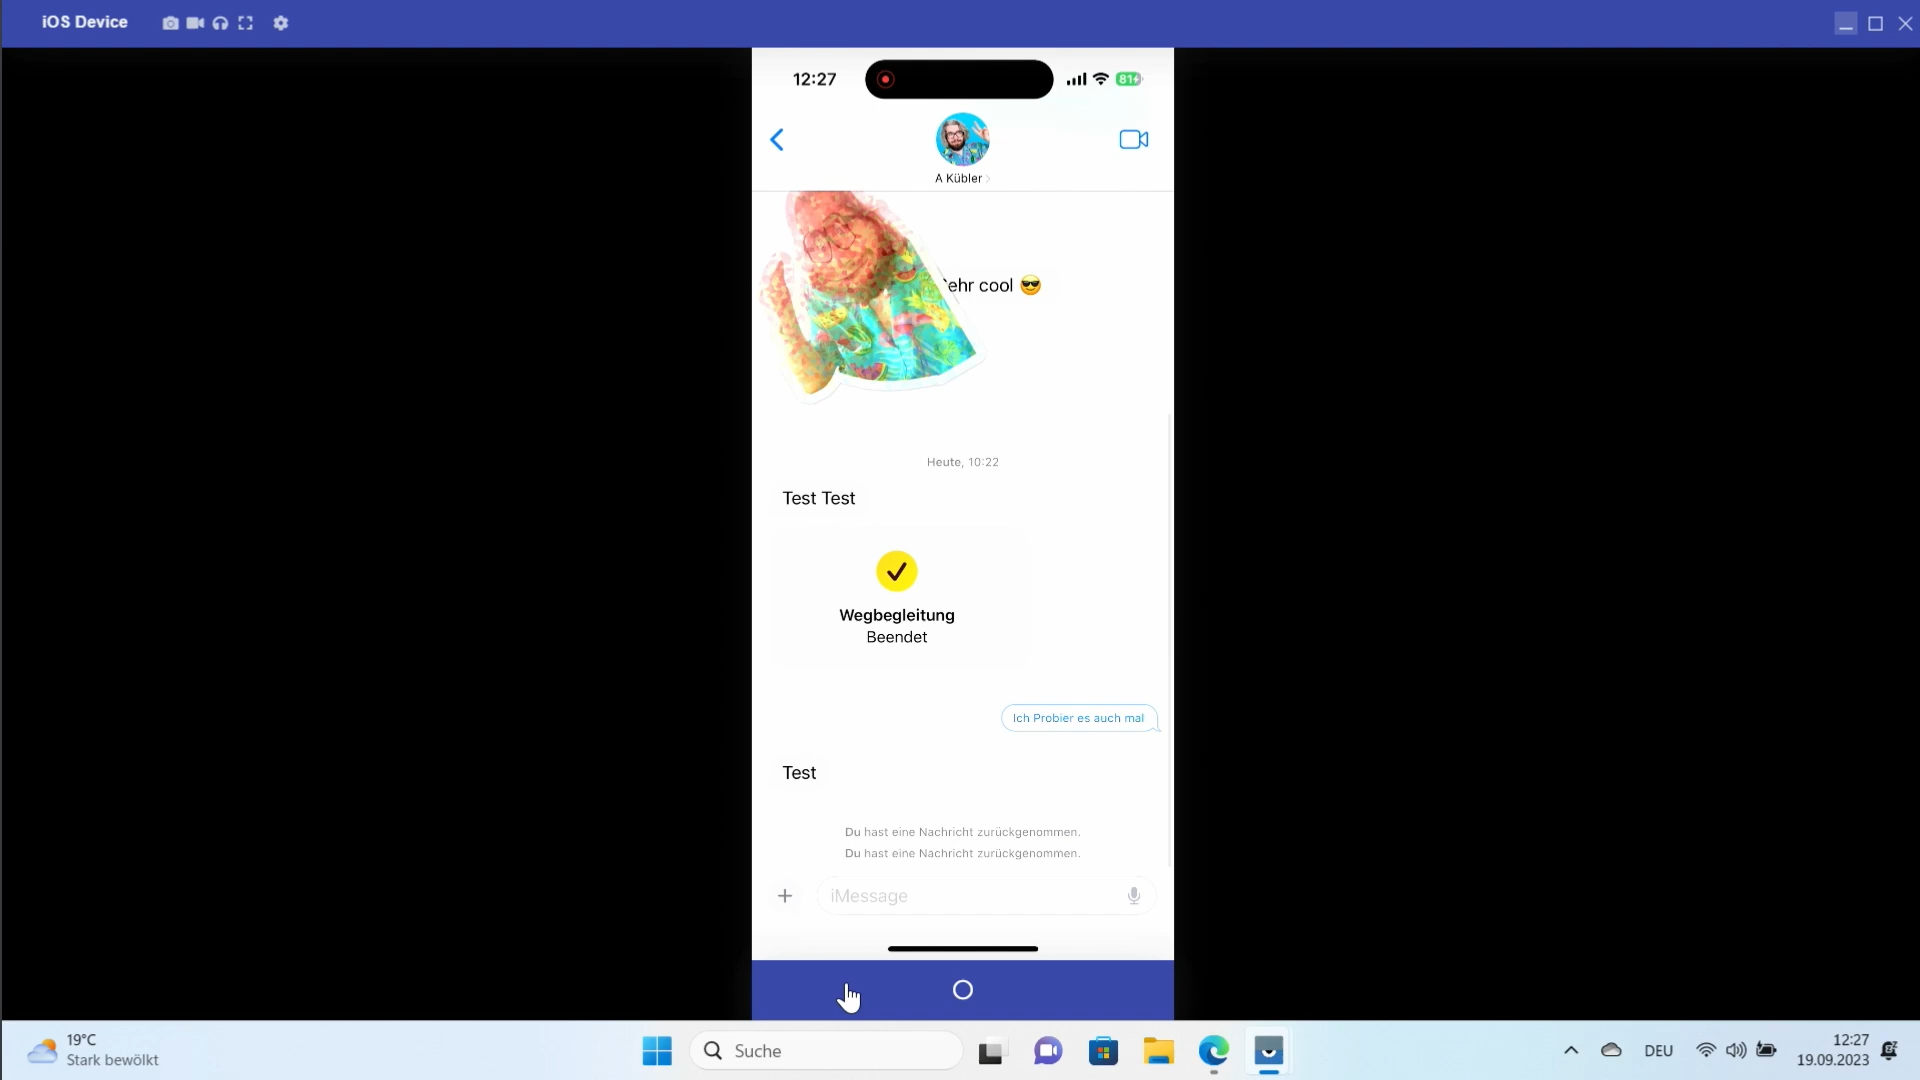 iOS Device
12:27
81
A Kübler
ehr cool 😎
Heute, 10:22
Test Test
Wegbegleitung
Beendet
Ich Probier es auch mal
Test
Du hast eine Nachricht zurückgenommen.
Du hast eine Nachricht zurückgenommen.
iMessage
19°C
Stark bewölkt
Suche
DEU
12:27
19.09.2023